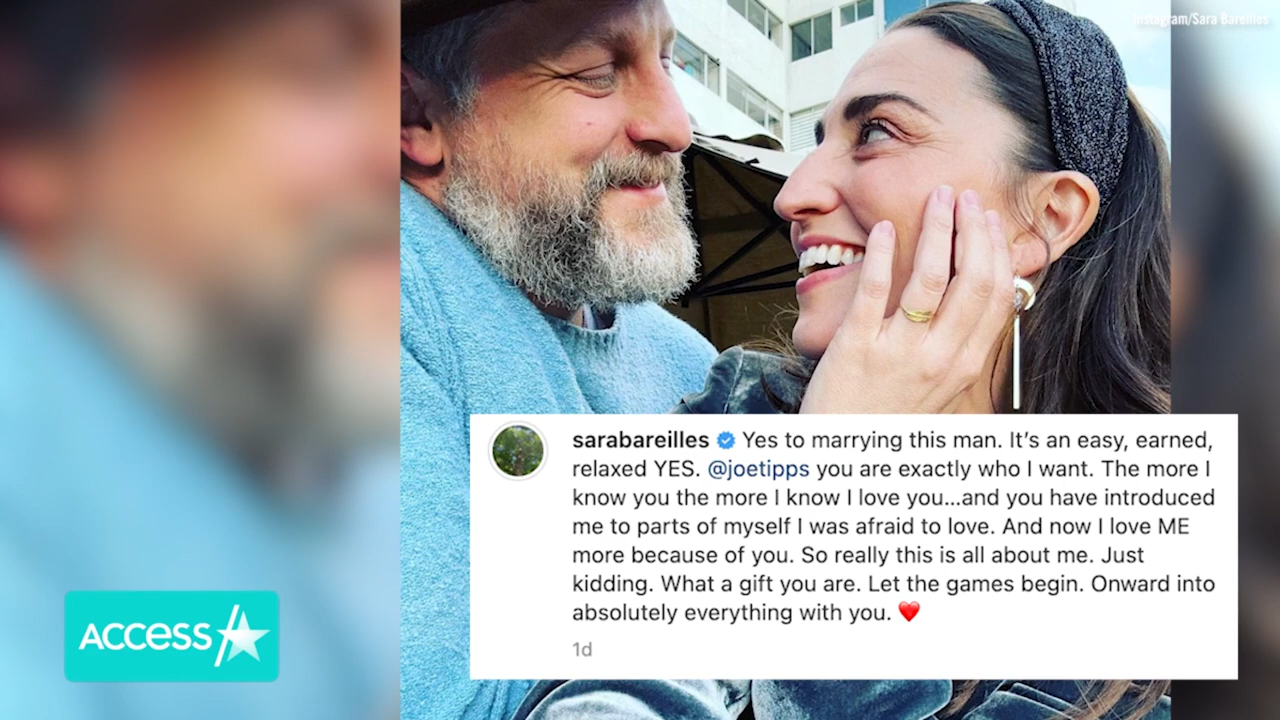 Instagram/Sara Bareilles
sarabareilles Yes to marrying this man. It's an easy, earned,
relaxed YES. @joetipps you are exactly who I want. The more I
know you the more I know I love you...and you have introduced
me to parts of myself I was afraid to love. And now I love ME
more because of you. So really this is all about me. Just
kidding. What a gift you are. Let the games begin. Onward into
absolutely everything with you. ❤️
1d
ACCESS